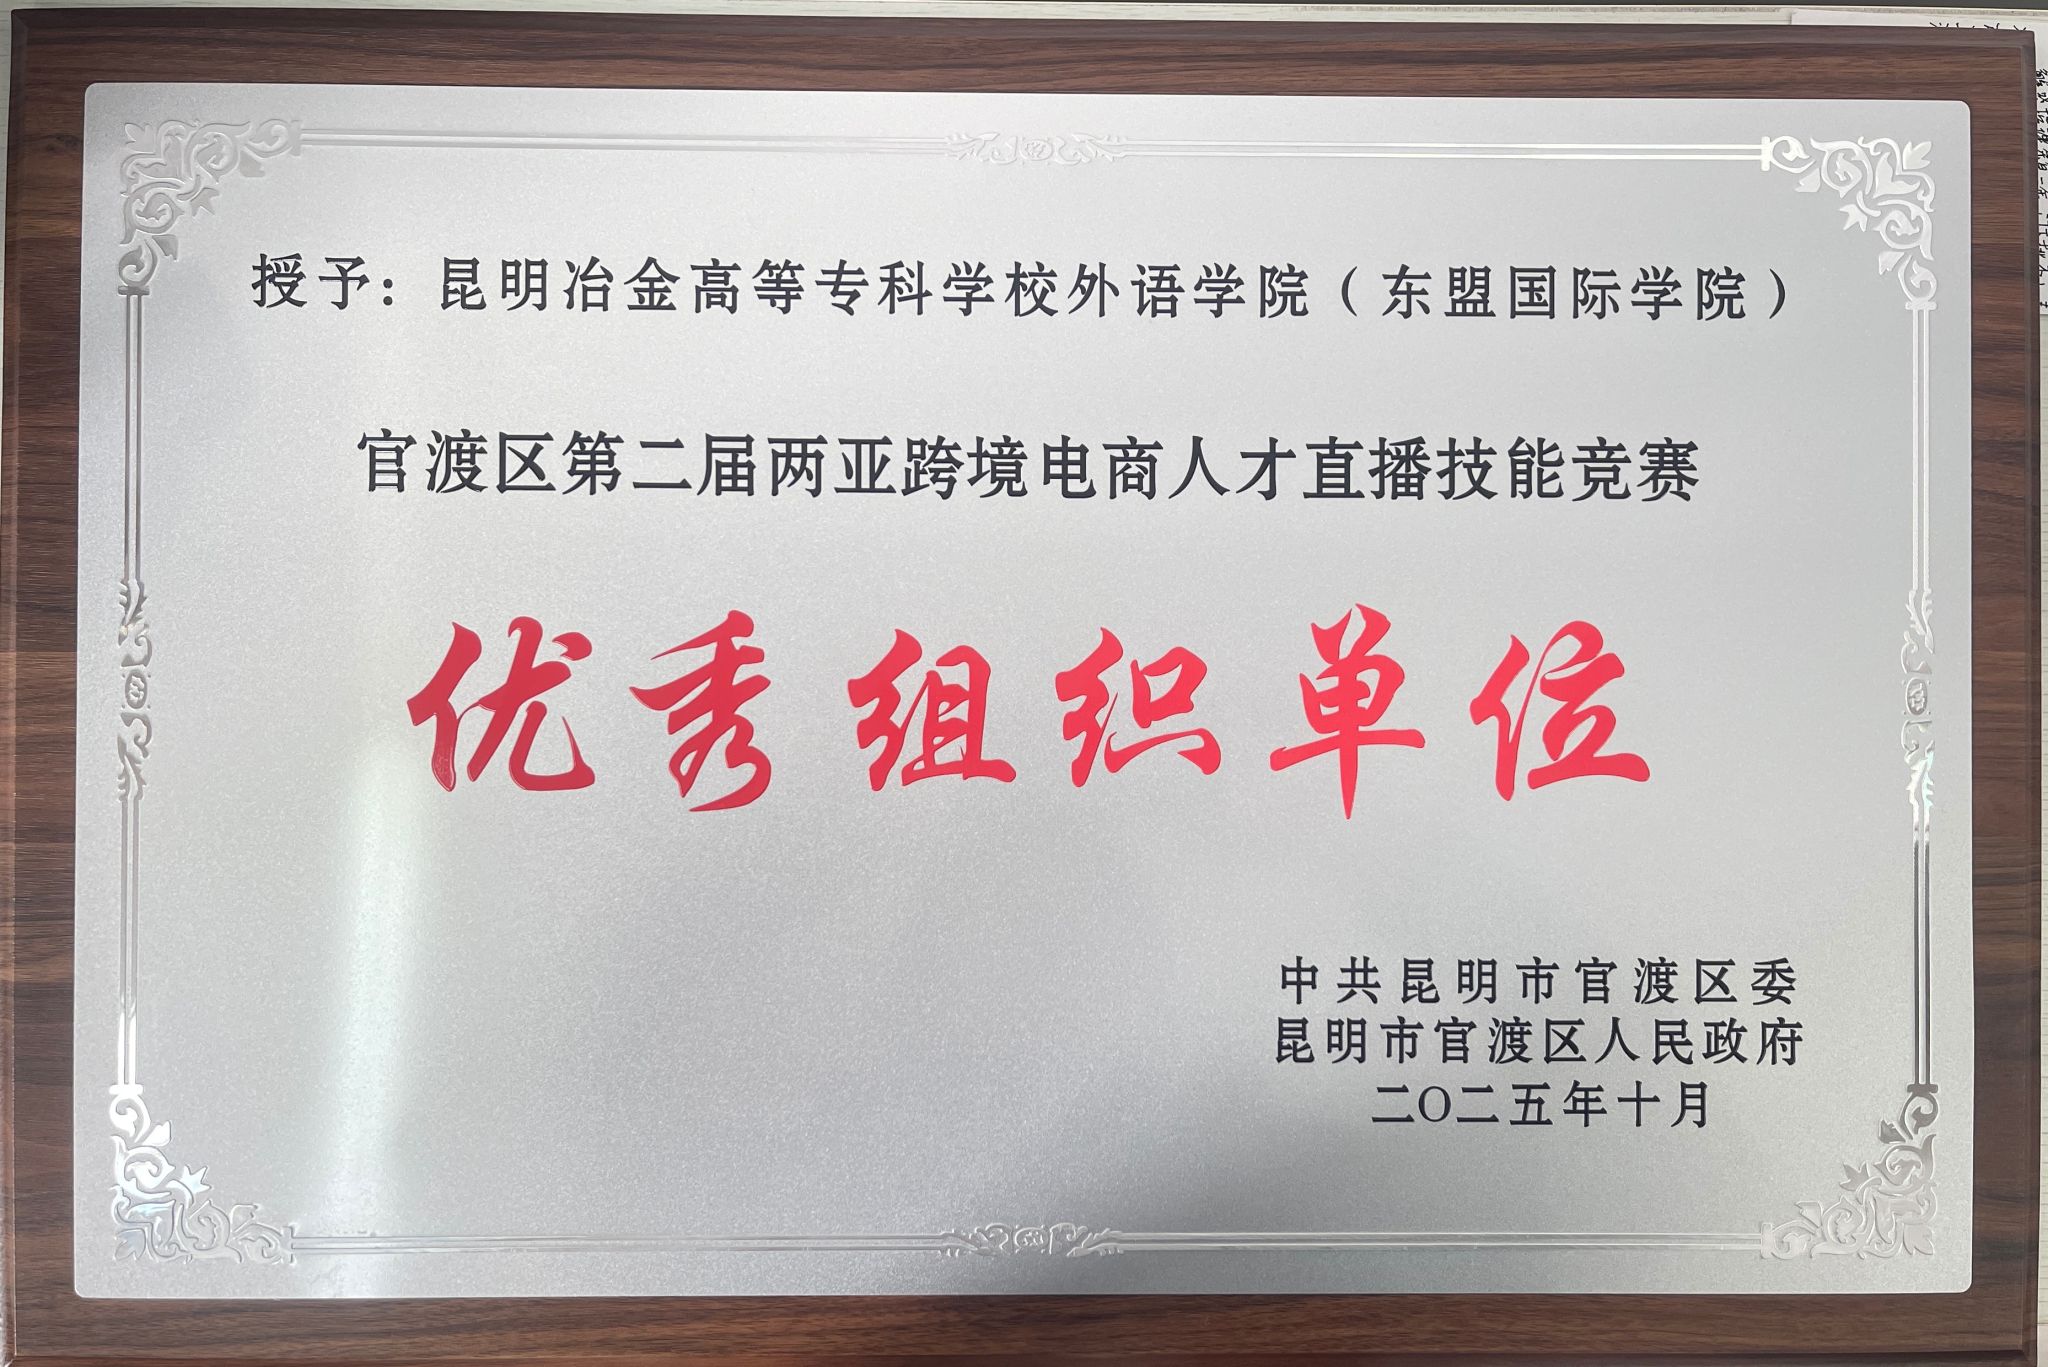 授予：昆明冶金高等专科学校外语学院（东盟国际学院）
官渡区第二届两亚跨境电商人才直播技能竞赛
优秀组织单位
中共昆明市官渡区委
昆明市官渡区人民政府
二〇二五年十月